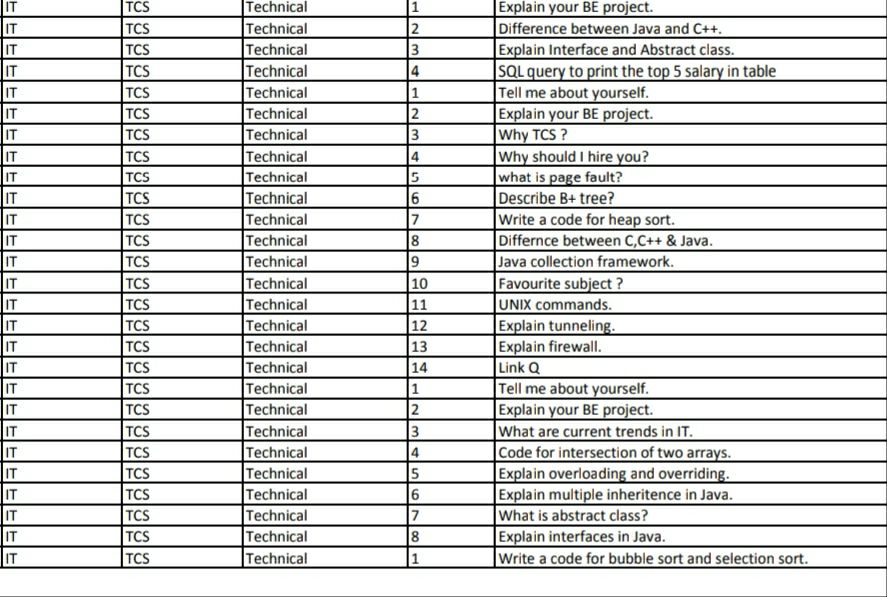 IT TCS Technical 1 Explain your BE project.
IT TCS Technical 2 Difference between Java and C++.
IT TCS Technical 3 Explain Interface and Abstract class.
IT TCS Technical 4 SQL query to print the top 5 salary in table
IT TCS Technical 1 Tell me about yourself.
IT TCS Technical 2 Explain your BE project.
IT TCS Technical 3 Why TCS ?
IT TCS Technical 4 Why should I hire you?
IT TCS Technical 5 what is page fault?
IT TCS Technical 6 Describe B+ tree?
IT TCS Technical 7 Write a code for heap sort.
IT TCS Technical 8 Differnce between C,C++ & Java.
IT TCS Technical 9 Java collection framework.
IT TCS Technical 10 Favourite subject ?
IT TCS Technical 11 UNIX commands.
IT TCS Technical 12 Explain tunneling.
IT TCS Technical 13 Explain firewall.
IT TCS Technical 14 Link Q
IT TCS Technical 1 Tell me about yourself.
IT TCS Technical 2 Explain your BE project.
IT TCS Technical 3 What are current trends in IT.
IT TCS Technical 4 Code for intersection of two arrays.
IT TCS Technical 5 Explain overloading and overriding.
IT TCS Technical 6 Explain multiple inheritence in Java.
IT TCS Technical 7 What is abstract class?
IT TCS Technical 8 Explain interfaces in Java.
IT TCS Technical 1 Write a code for bubble sort and selection sort.